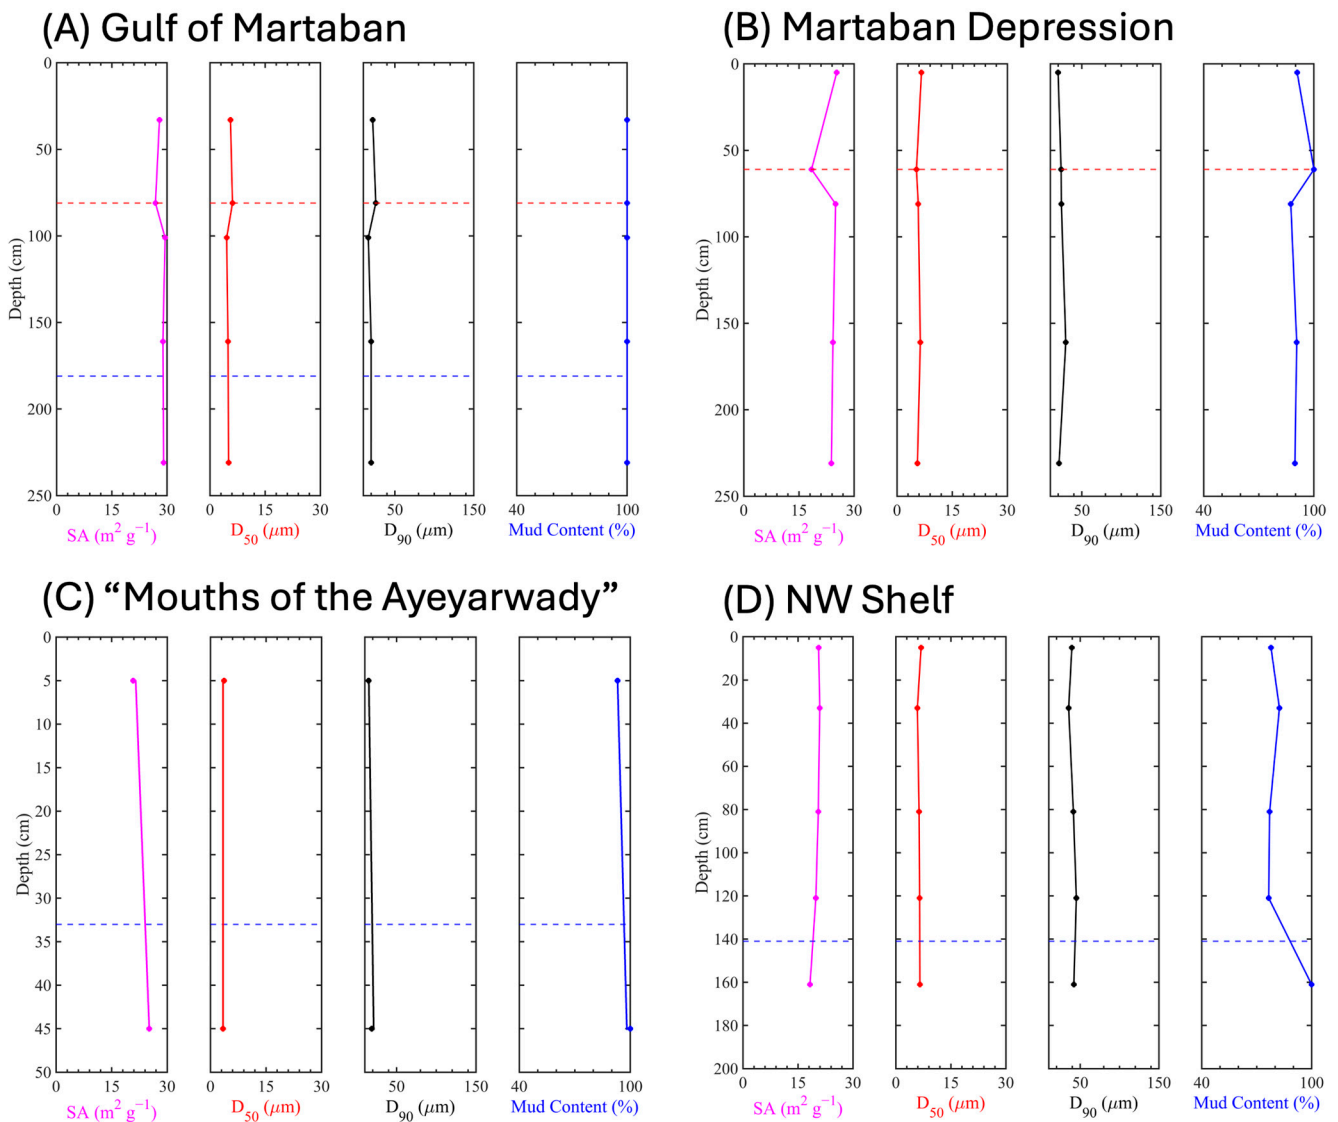 (A) Gulf of Martaban
0
50
100
150
200
250
Depth (cm)
0 15 30
SA (m² g⁻¹)
0 15 30
D₅₀ (μm)
50 150
D₉₀ (μm)
40 100
Mud Content (%)
(B) Martaban Depression
0
50
100
150
200
250
Depth (cm)
0 15 30
SA (m² g⁻¹)
0 15 30
D₅₀ (μm)
50 150
D₉₀ (μm)
40 100
Mud Content (%)
(C) “Mouths of the Ayeyarwady”
0
5
10
15
20
25
30
35
40
45
50
Depth (cm)
0 15 30
SA (m² g⁻¹)
0 15 30
D₅₀ (μm)
50 150
D₉₀ (μm)
40 100
Mud Content (%)
(D) NW Shelf
0
20
40
60
80
100
120
140
160
180
200
Depth (cm)
0 15 30
SA (m² g⁻¹)
0 15 30
D₅₀ (μm)
50 150
D₉₀ (μm)
40 100
Mud Content (%)